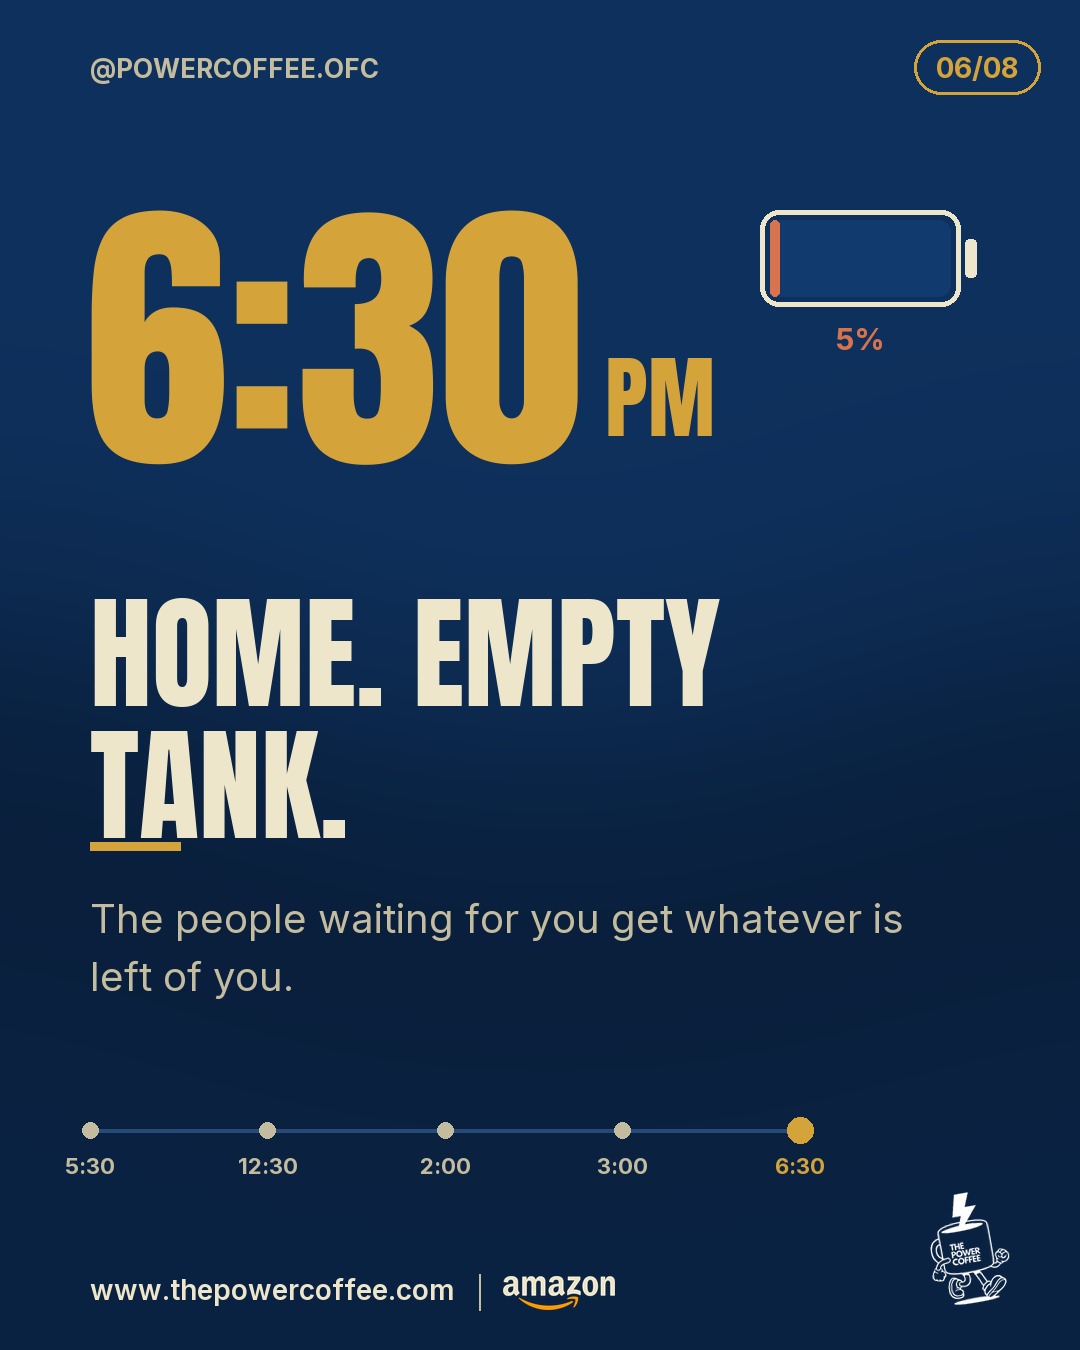 @POWERCOFFEE.OFC
06/08
6:30 PM
5%
HOME. EMPTY
TANK.
The people waiting for you get whatever is
left of you.
5:30
12:30
2:00
3:00
6:30
THE
POWER
COFFEE
www.thepowercoffee.com
amazon